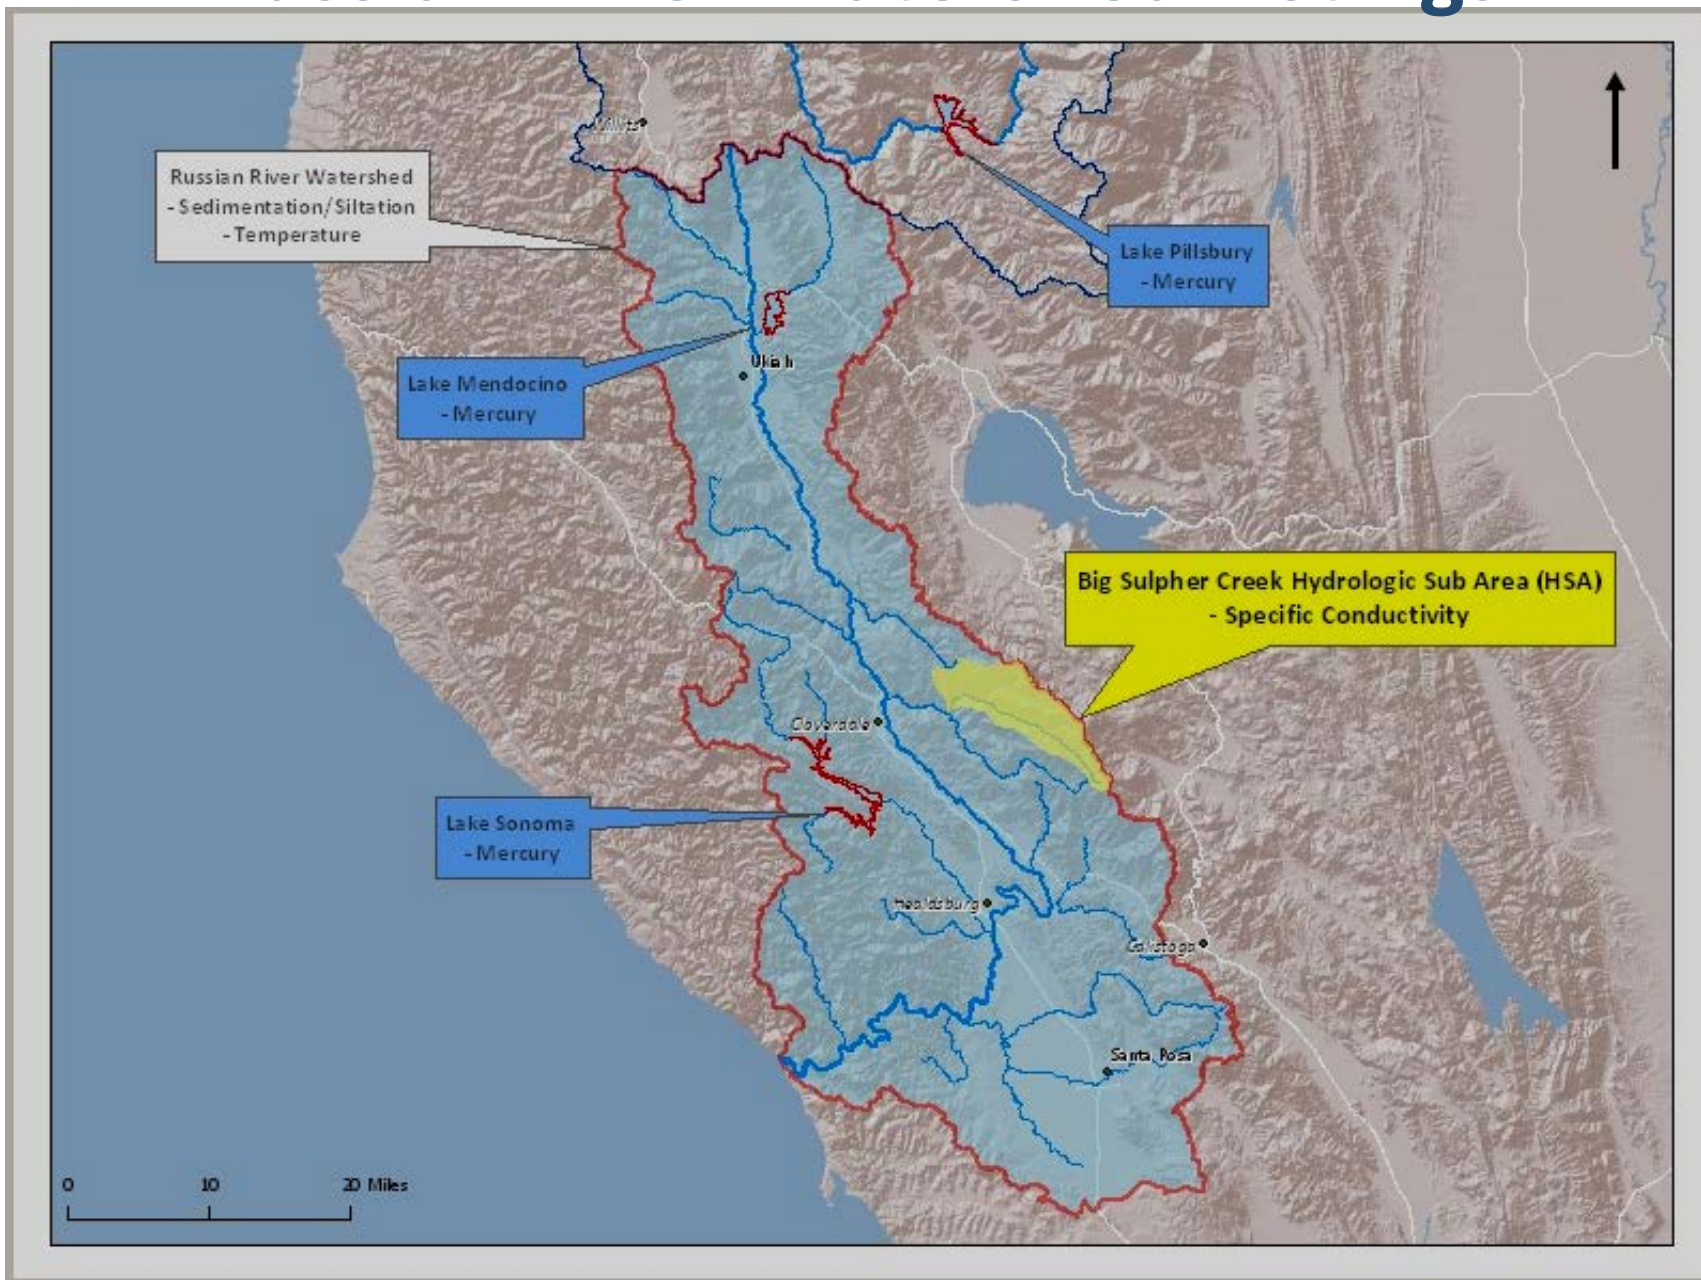 Willits
Russian River Watershed
- Sedimentation/Siltation
- Temperature
Lake Pillsbury
- Mercury
Ukiah
Lake Mendocino
- Mercury
Big Sulpher Creek Hydrologic Sub Area (HSA)
- Specific Conductivity
Cloverdale
Lake Sonoma
- Mercury
Healdsburg
Calistoga
Santa Rosa
0 10 20 Miles